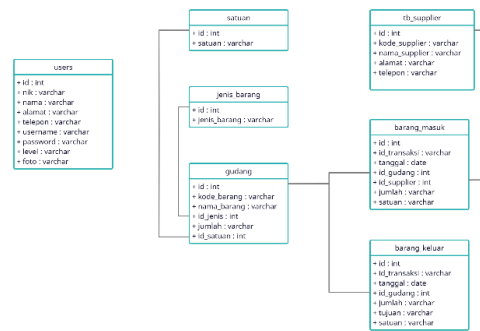 users
+ id : int
+ nik : varchar
+ nama : varchar
+ alamat : varchar
+ telepon : varchar
+ username : varchar
+ password : varchar
+ level : varchar
+ foto : varchar
satuan
+ id : int
+ satuan : varchar
jenis_barang
+ id : int
+ jenis_barang : varchar
gudang
+ id : int
+ kode_barang : varchar
+ nama_barang : varchar
+ id_jenis : int
+ jumlah : varchar
+ id_satuan : int
tb_supplier
+ id : int
+ kode_supplier : varchar
+ nama_supplier : varchar
+ alamat : varchar
+ telepon : varchar
barang_masuk
+ id : int
+ id_transaksi : varchar
+ tanggal : date
+ id_gudang : int
+ id_supplier : int
+ jumlah : varchar
+ satuan : varchar
barang keluar
+ id : int
+ id_transaksi : varchar
+ tanggal : date
+ id_gudang : int
+ jumlah : varchar
+ tujuan : varchar
+ satuan : varchar